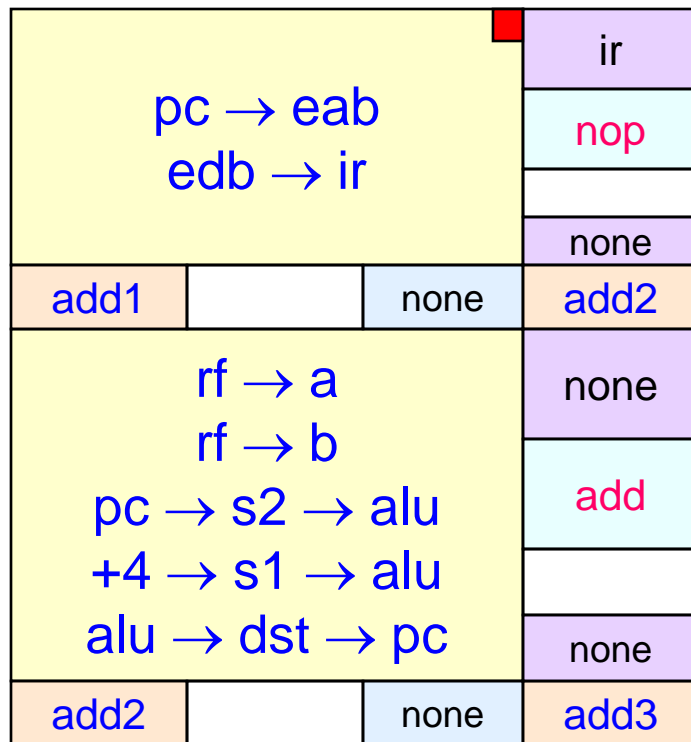 pc → eab
edb → ir
ir
nop
none
add1
none
add2
rf → a
rf → b
pc → s2 → alu
+4 → s1 → alu
alu → dst → pc
none
add
none
add2
none
add3